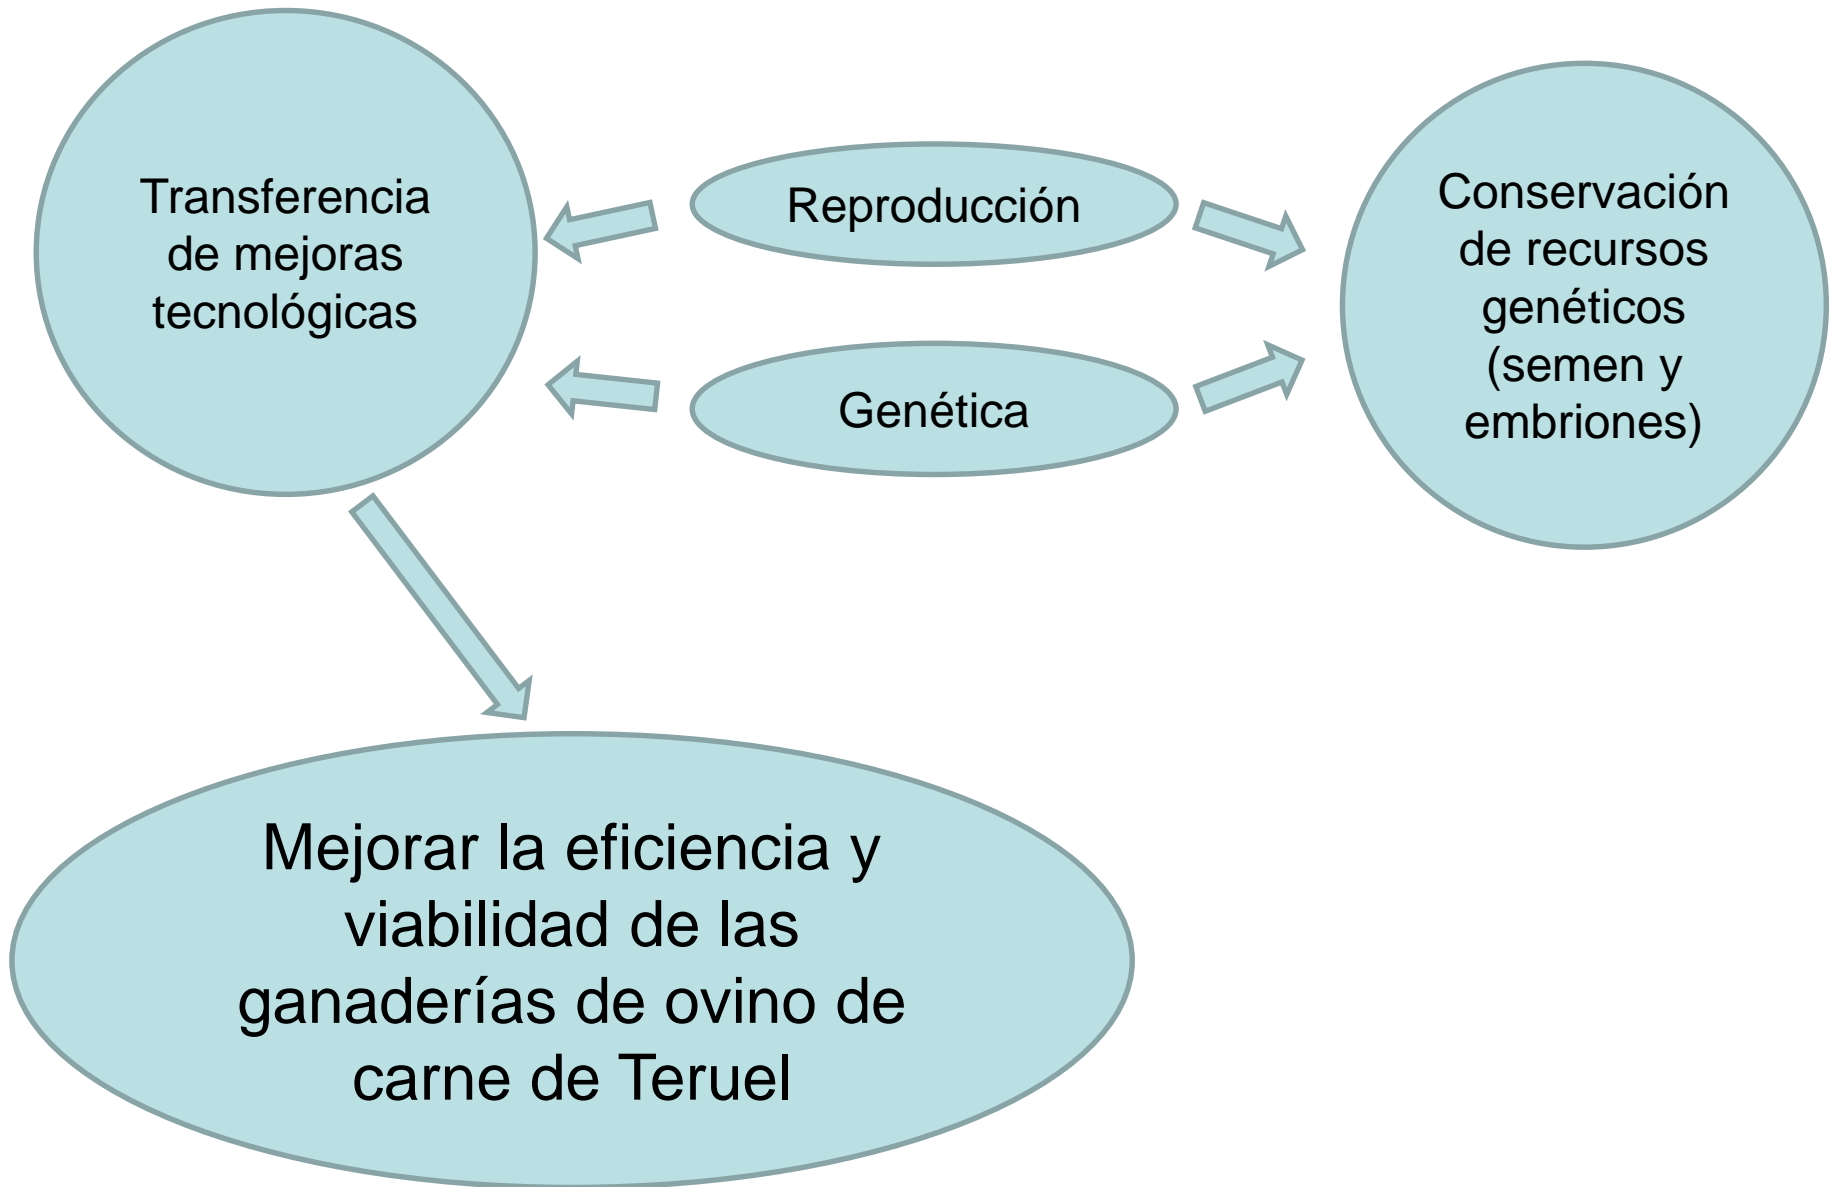 Transferencia
de mejoras
tecnológicas
Reproducción
Genética
Conservación
de recursos
genéticos
(semen y
embriones)
Mejorar la eficiencia y
viabilidad de las
ganaderías de ovino de
carne de Teruel